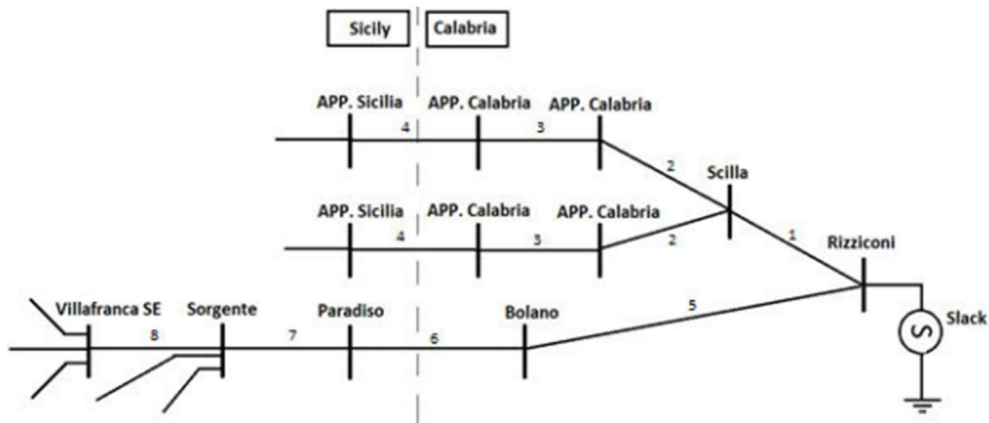 Sicily Calabria
APP. Sicilia APP. Calabria APP. Calabria
4 3
2
Scilla
APP. Sicilia APP. Calabria APP. Calabria
4 3 2
1
Rizziconi
Villafranca SE Sorgente Paradiso Bolano
5
Slack
S
8 7 6